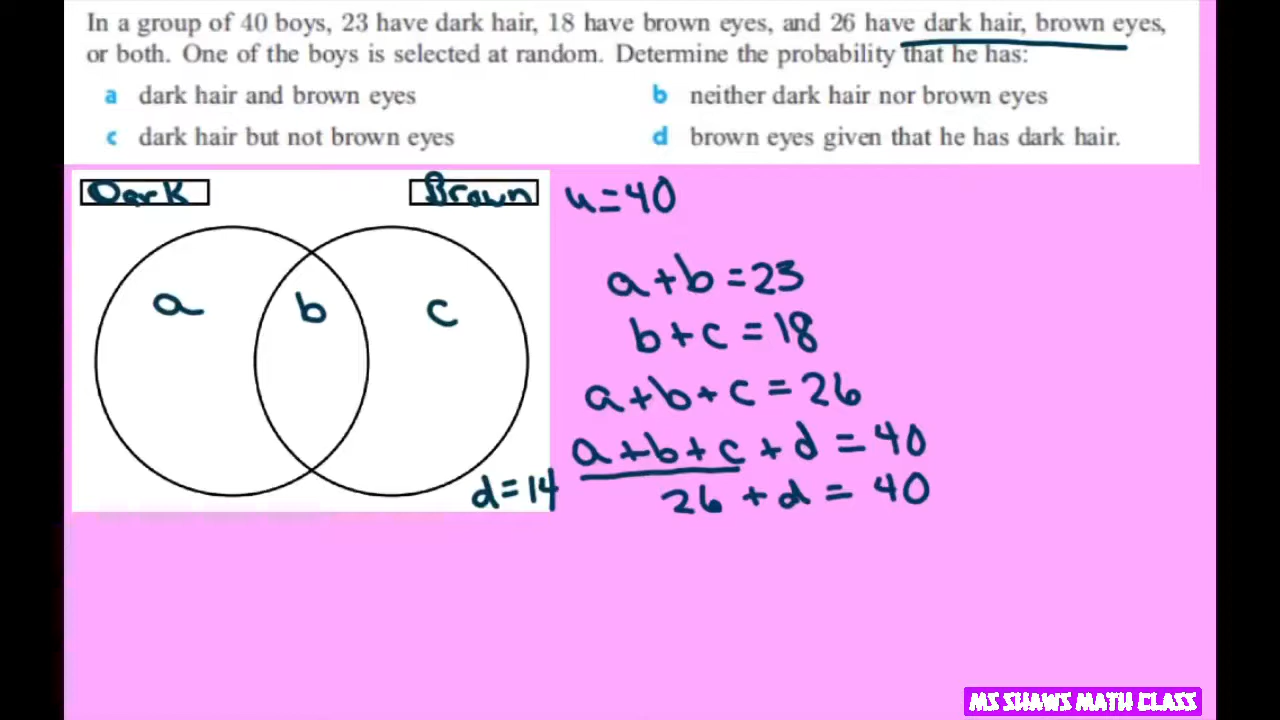 In a group of 40 boys, 23 have dark hair, 18 have brown eyes, and 26 have dark hair, brown eyes,
or both. One of the boys is selected at random. Determine the probability that he has:
a dark hair and brown eyes
b neither dark hair nor brown eyes
c dark hair but not brown eyes
d brown eyes given that he has dark hair.
Dark
Brown
u=40
a b c
a+b=23
b+c=18
a+b+c=26
a+b+c+d=40
d=14
26+d=40
MS SHAWS MATH CLASS